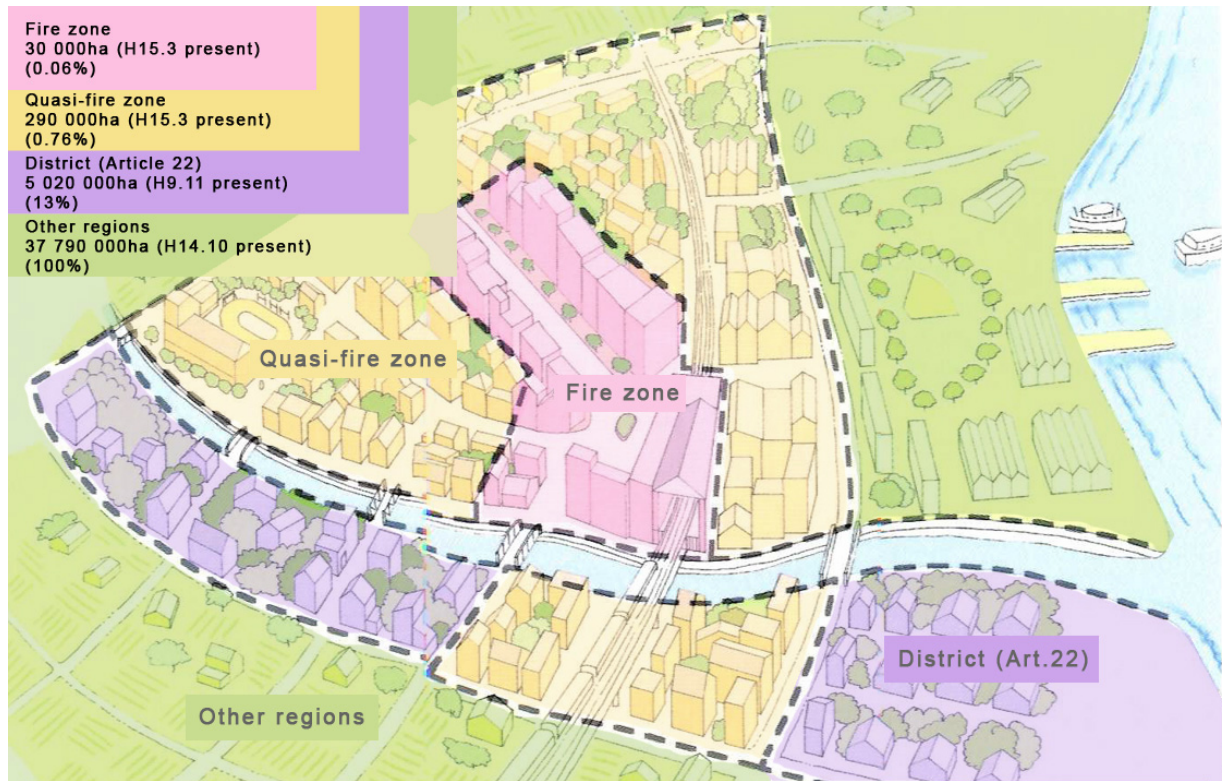 Fire zone
30 000ha (H15.3 present)
(0.06%)
Quasi-fire zone
290 000ha (H15.3 present)
(0.76%)
District (Article 22)
5 020 000ha (H9.11 present)
(13%)
Other regions
37 790 000ha (H14.10 present)
(100%)
Quasi-fire zone
Fire zone
District (Art.22)
Other regions